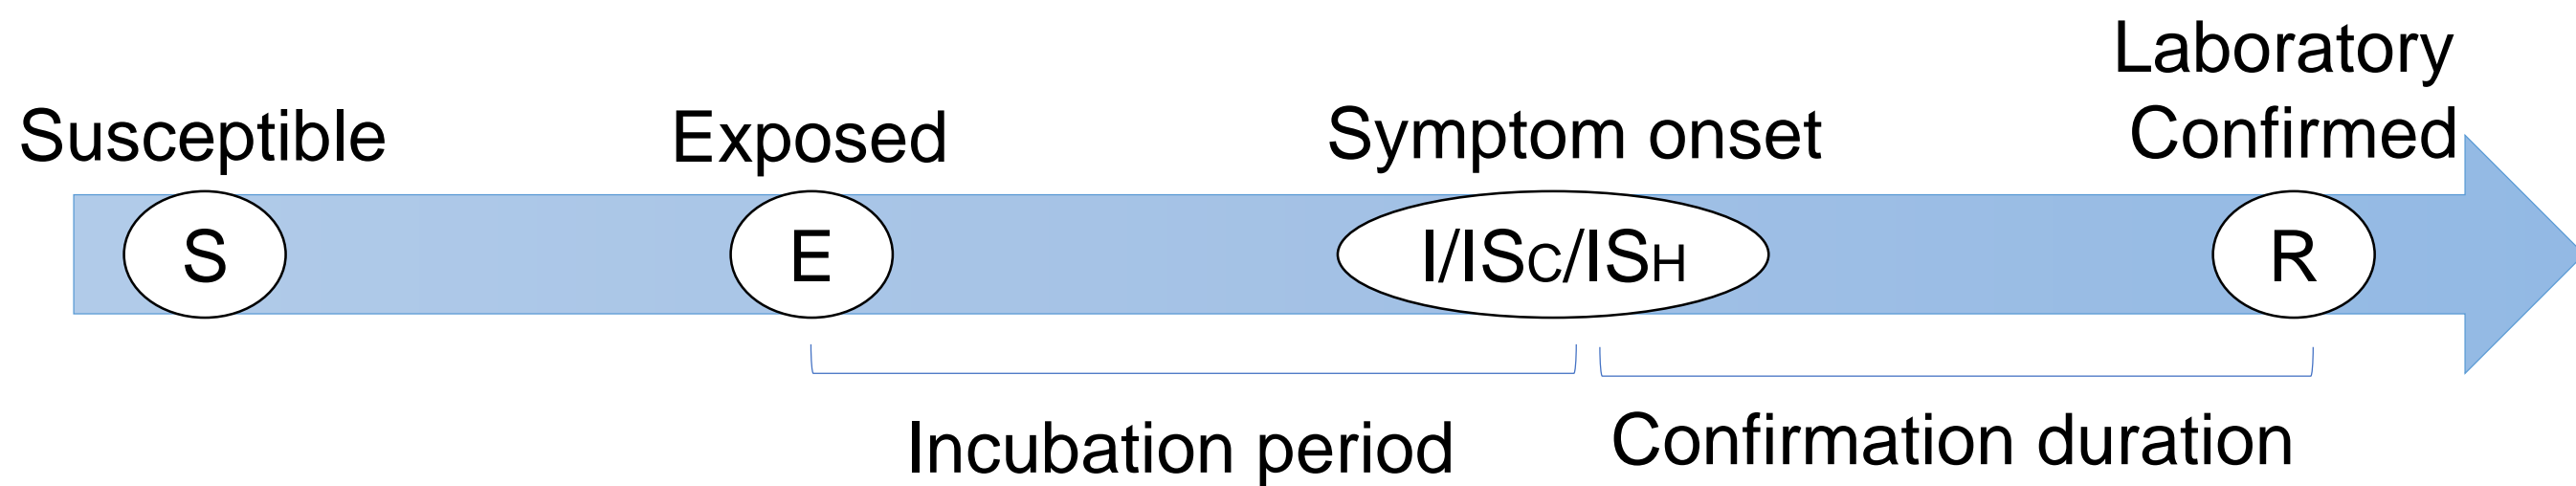 Susceptible
Exposed
Symptom onset
Laboratory
Confirmed
S
E
I/ISC/ISH
R
Incubation period
Confirmation duration